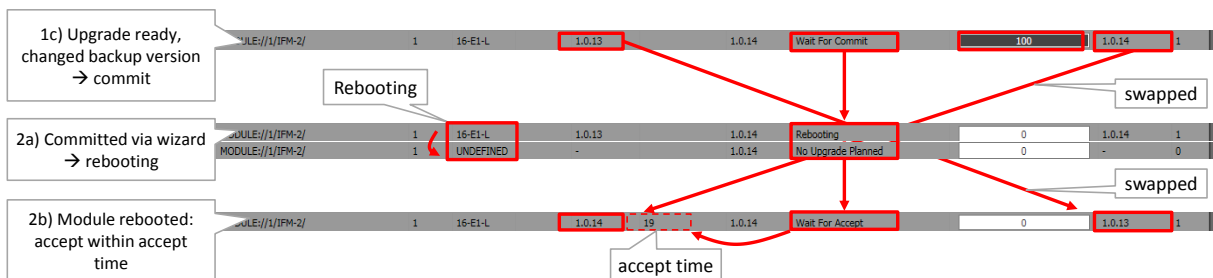 1c) Upgrade ready,
changed backup version
→ commit
ODULE://1/IFM-2/ 1 16-E1-L 1.0.13 1.0.14 Wait For Commit 100 1.0.14 1
Rebooting
swapped
2a) Committed via wizard
→ rebooting
MODULE://1/IFM-2/ 1 16-E1-L 1.0.13 1.0.14 Rebooting 0 1.0.14 1
MODULE://1/IFM-2/ 1 UNDEFINED - 1.0.14 No Upgrade Planned 0 - 0
swapped
2b) Module rebooted:
accept within accept
time
ODULE://1/IFM-2/ 1 16-E1-L 1.0.14 19 1.0.14 Wait For Accept 0 1.0.13 1
accept time